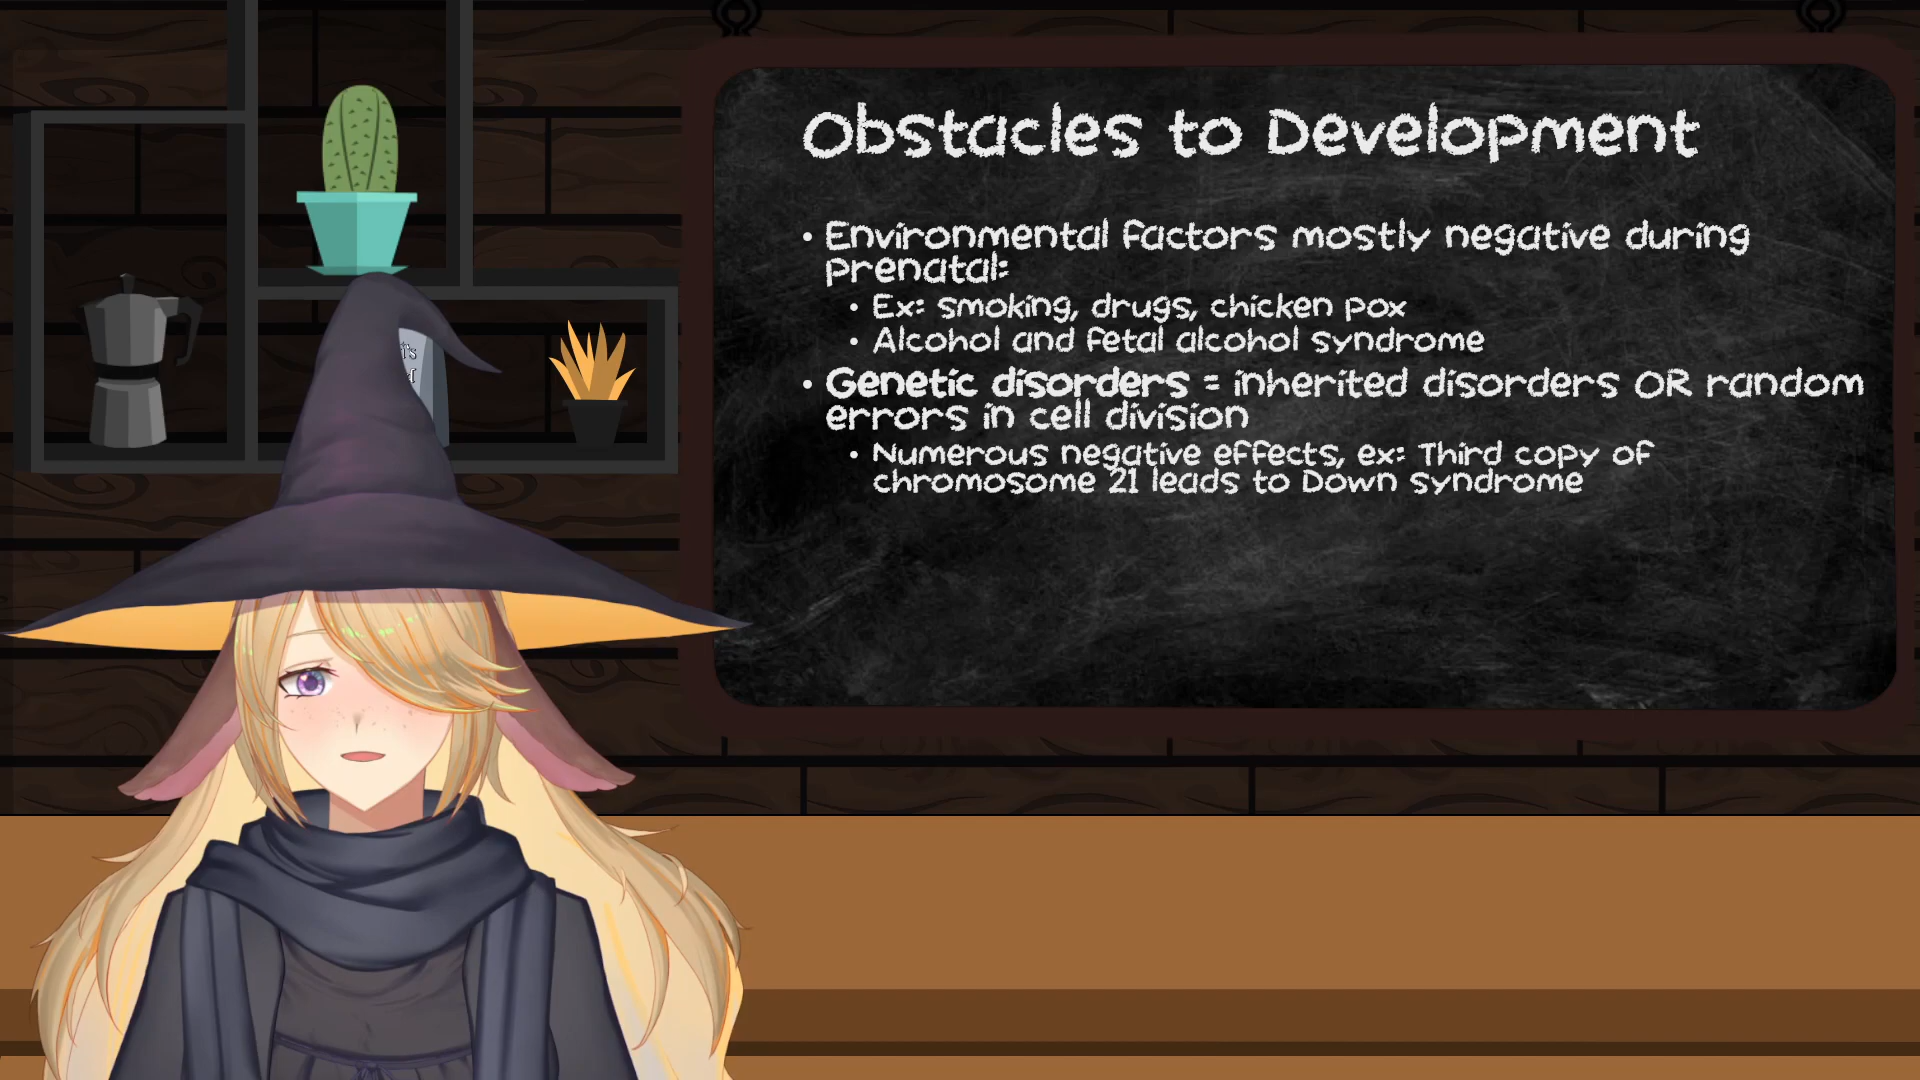 Obstacles to Development
• Environmental factors mostly negative during
prenatal:
• Ex: smoking, drugs, chicken pox
• Alcohol and fetal alcohol syndrome
• Genetic disorders = inherited disorders OR random
errors in cell division
• Numerous negative effects, ex: Third copy of
chromosome 21 leads to Down syndrome